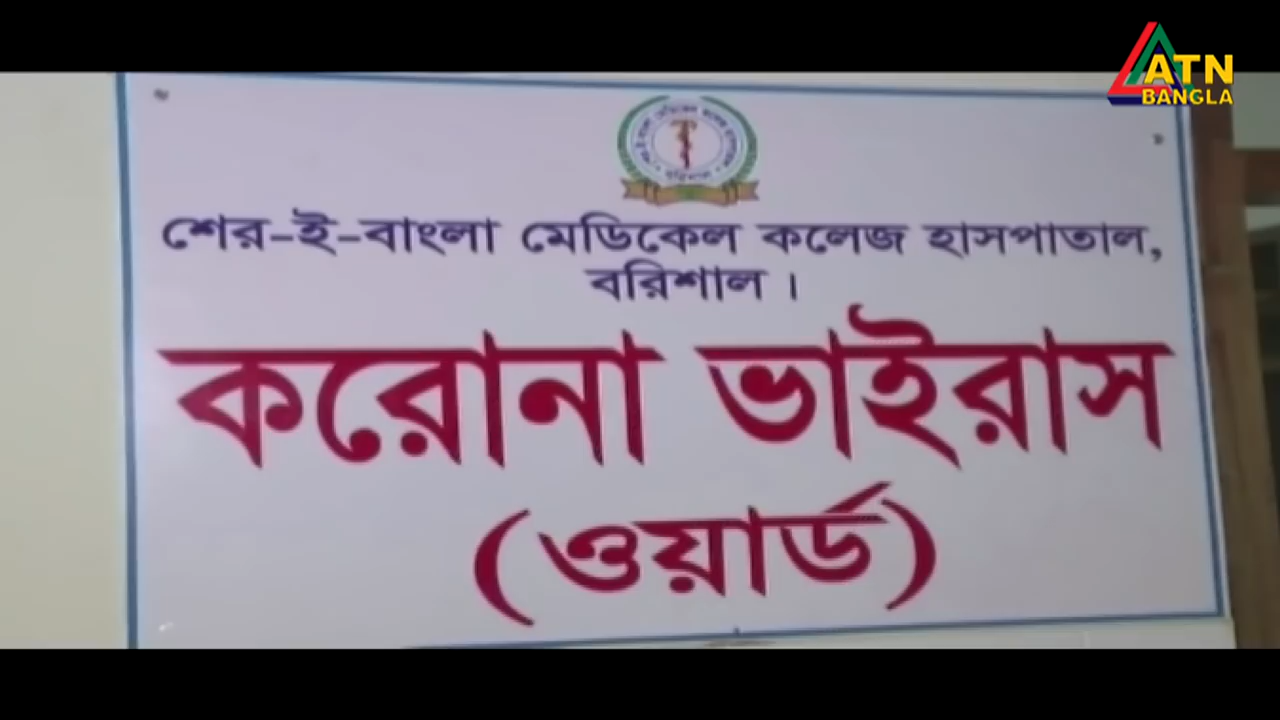 ATN
BANGLA
শের-ই-বাংলা মেডিকেল কলেজ হাসপাতাল,
বরিশাল ।
করোনা ভাইরাস
(ওয়ার্ড)